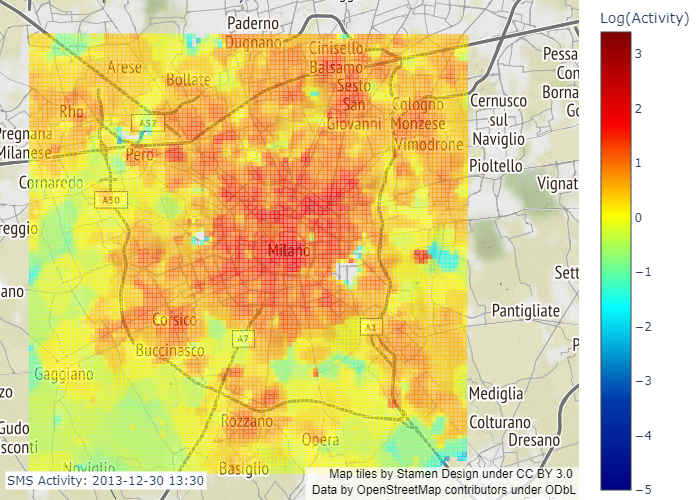 Paderno
Dugnano
Cinisello
Balsamo
Arese
Bollate
Sesto
San
Giovanni
Pessa
Con
Borna
Go
Rho
A52
Cologno
Monzese
Cernusco
sul
Naviglio
Pregnana
Milanese
Pero
Vimodrone
Pioltello
Cornaredo
A50
Vignat
reggio
Milano
Sett
ano
Corsico
A7
A1
Pantigliate
Buccinasco
P
Gaggiano
zo
Mediglia
Gudo
sconti
Rozzano
Opera
Colturano
Dresano
Noviglio
Basiglio
SMS Activity: 2013-12-30 13:30
Map tiles by Stamen Design under CC BY 3.0
Data by OpenStreetMap contributors under ODbL
Log(Activity)
3
2
1
0
−1
−2
−3
−4
−5